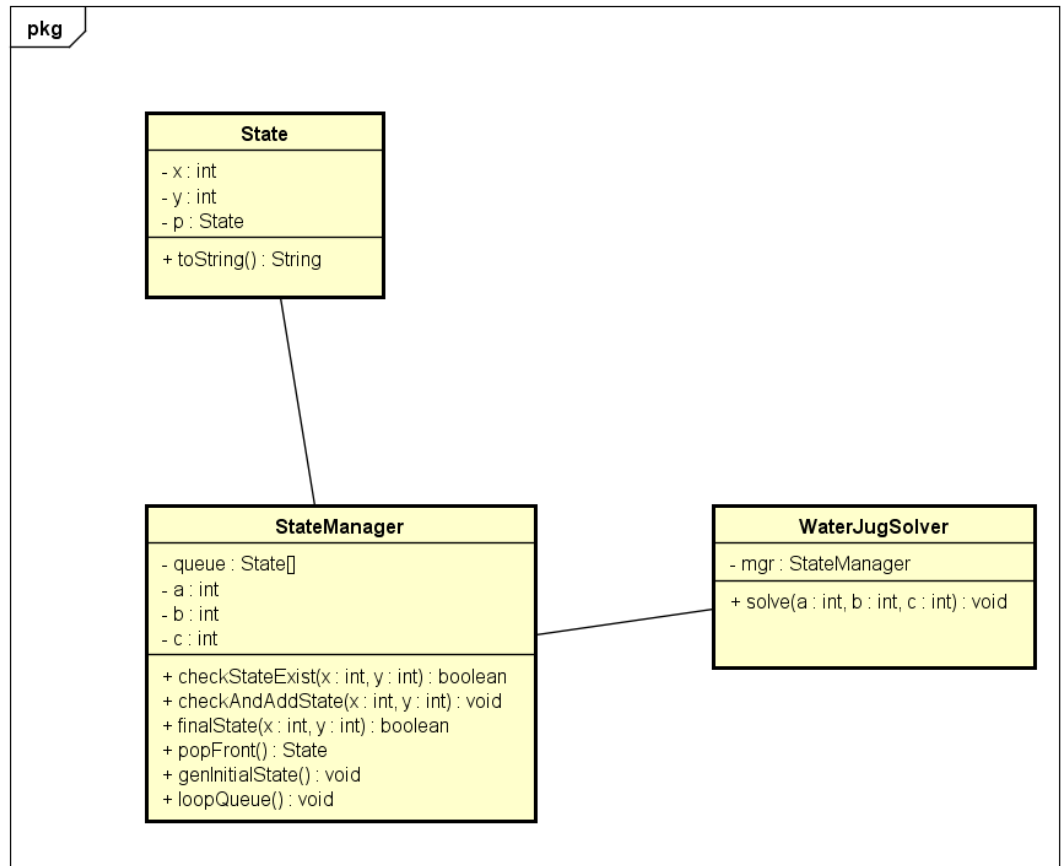 pkg
State
- x : int
- y : int
- p : State
+ toString() : String
StateManager
- queue : State[]
- a : int
- b : int
- c : int
+ checkStateExist(x : int, y : int) : boolean
+ checkAndAddState(x : int, y : int) : void
+ finalState(x : int, y : int) : boolean
+ popFront() : State
+ genInitialState() : void
+ loopQueue() : void
WaterJugSolver
- mgr : StateManager
+ solve(a : int, b : int, c : int) : void